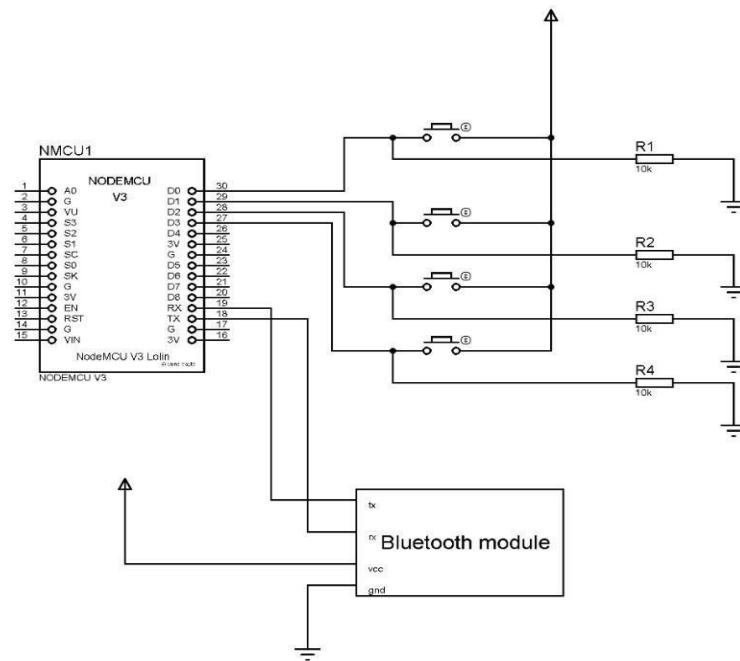 NMCU1
NODEMCU
V3
1 A0 D0 30
2 G D1 29
3 VU D2 28
4 S3 D3 27
5 S2 D4 26
6 S1 3V 25
7 SC G 24
8 S0 D5 23
9 SK D6 22
10 G D7 21
11 3V D8 20
12 EN RX 19
13 RST TX 18
14 G G 17
15 VIN 3V 16
NodeMCU V3 Lolin
NODEMCU V3
R1
10k
R2
10k
R3
10k
R4
10k
tx
rx
Bluetooth module
vcc
gnd